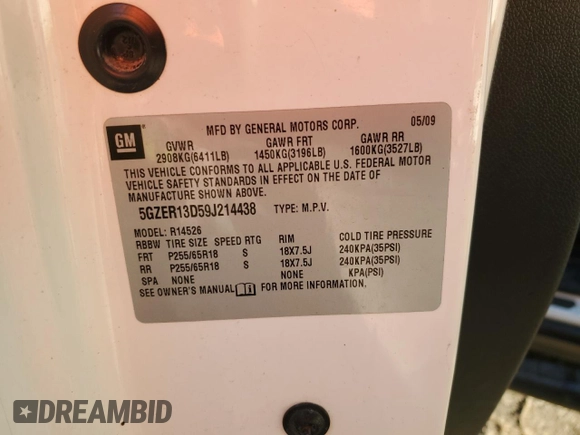 MFD BY GENERAL MOTORS CORP. 05/09
GM
GVWR GAWR FRT GAWR RR
2908KG(6411LB) 1450KG(3196LB) 1600KG(3527LB)
THIS VEHICLE CONFORMS TO ALL APPLICABLE U.S. FEDERAL MOTOR
VEHICLE SAFETY STANDARDS IN EFFECT ON THE DATE OF
MANUFACTURE SHOWN ABOVE.
5GZER13D59J214438 TYPE: M.P.V.
MODEL: R14526
RBBW TIRE SIZE SPEED RTG RIM COLD TIRE PRESSURE
FRT P255/65R18 S 18X7.5J 240KPA(35PSI)
RR P255/65R18 S 18X7.5J 240KPA(35PSI)
SPA NONE NONE KPA(PSI)
SEE OWNER'S MANUAL FOR MORE INFORMATION.
DREAMBID